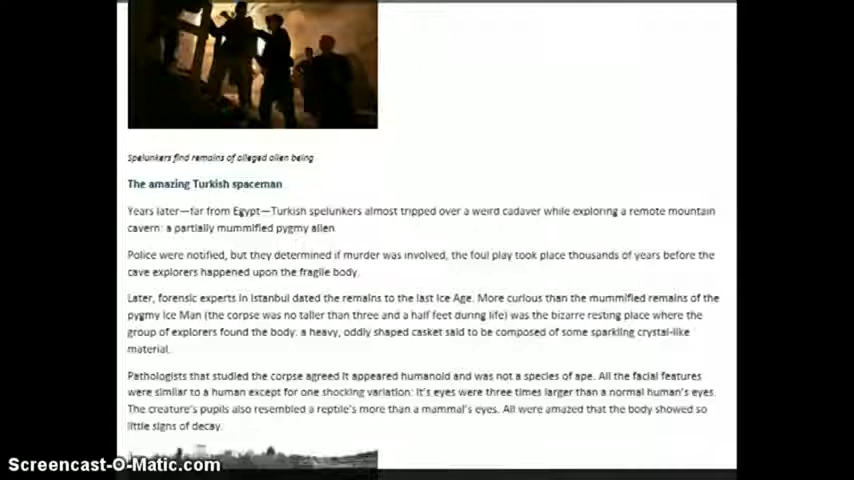 Spelunkers find remains of alleged alien being
The amazing Turkish spaceman
Years later—far from Egypt—Turkish spelunkers almost tripped over a weird cadaver while exploring a remote mountain
cavern: a partially mummified pygmy alien.
Police were notified, but they determined if murder was involved, the foul play took place thousands of years before the
cave explorers happened upon the fragile body.
Later, forensic experts in Istanbul dated the remains to the last Ice Age. More curious than the mummified remains of the
pygmy Ice Man (the corpse was no taller than three and a half feet during life) was the bizarre resting place where the
group of explorers found the body: a heavy, oddly shaped casket said to be composed of some sparkling crystal-like
material.
Pathologists that studied the corpse agreed it appeared humanoid and was not a species of ape. All the facial features
were similar to a human except for one shocking variation: it's eyes were three times larger than a normal human's eyes.
The creature's pupils also resembled a reptile's more than a mammal's eyes. All were amazed that the body showed so
little signs of decay.
Screencast-O-Matic.com